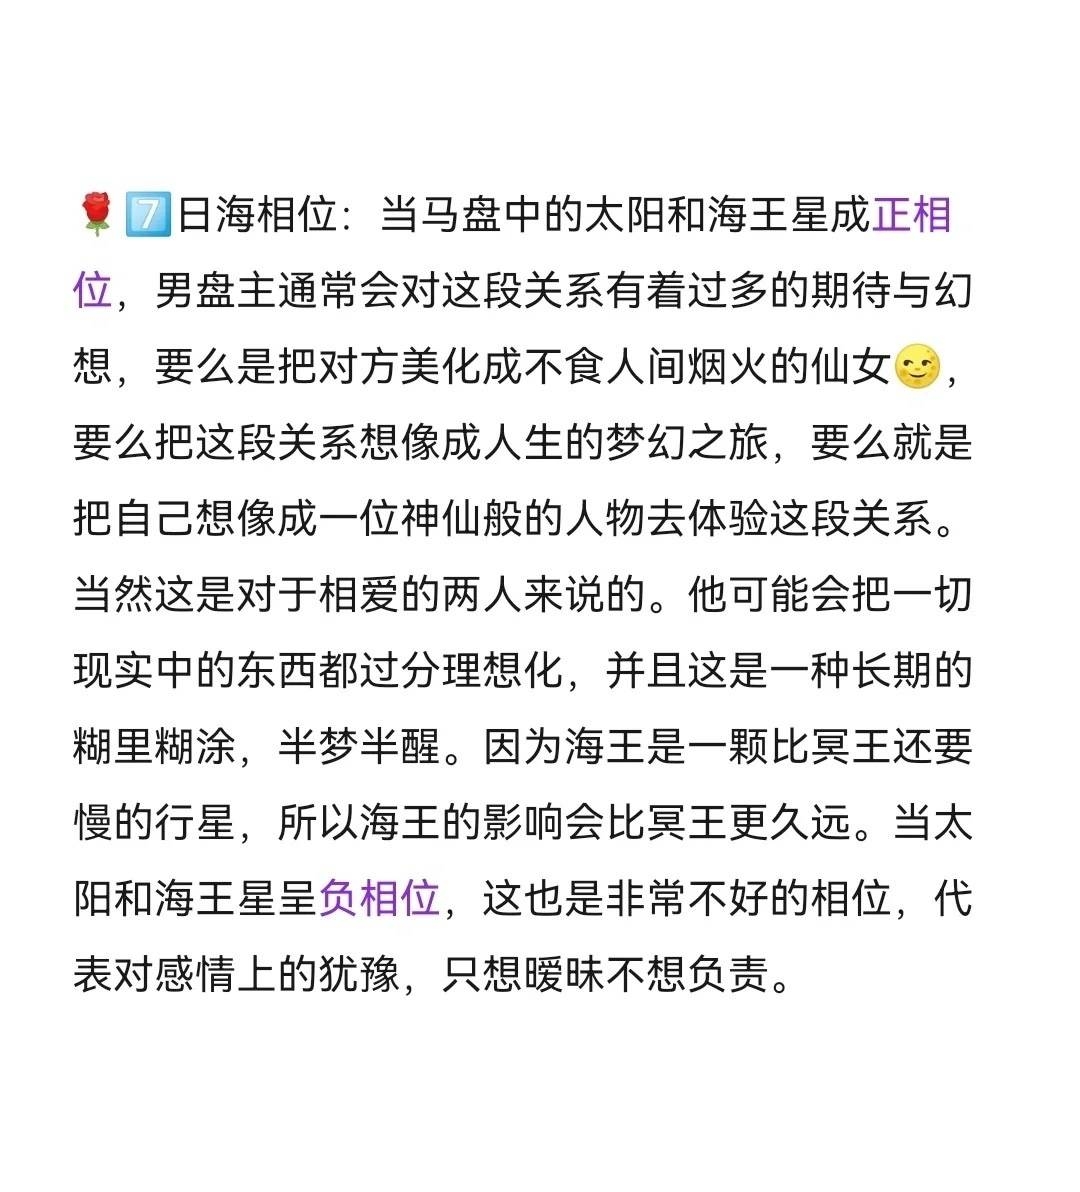 🌹7️⃣日海相位：当马盘中的太阳和海王星成正相
位，男盘主通常会对这段关系有着过多的期待与幻
想，要么是把对方美化成不食人间烟火的仙女🌝，
要么把这段关系想像成人生的梦幻之旅，要么就是
把自己想像成一位神仙般的人物去体验这段关系。
当然这是对于相爱的两人来说的。他可能会把一切
现实中的东西都过分理想化，并且这是一种长期的
糊里糊涂，半梦半醒。因为海王是一颗比冥王还要
慢的行星，所以海王的影响会比冥王更久远。当太
阳和海王星呈负相位，这也是非常不好的相位，代
表对感情上的犹豫，只想暧昧不想负责。